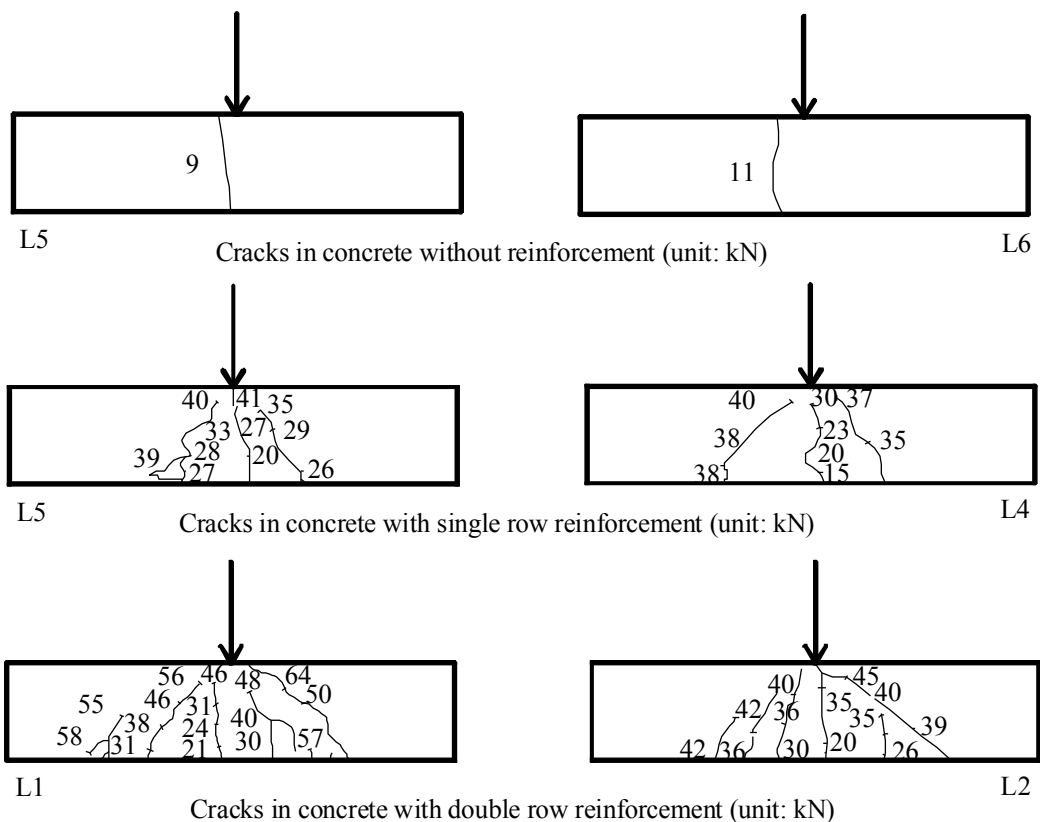 9
11
L5
L6
Cracks in concrete without reinforcement (unit: kN)
40 41 35
33 27 29
39 28 20
27 26
40 30 37
38 23 35
20
38 15
L5
L4
Cracks in concrete with single row reinforcement (unit: kN)
56 46 64
46 48 50
55 31
38 24 40
58 31 21 30 57
45
40 40
42 36 35 35 39
42 36 30 20 26
L1
L2
Cracks in concrete with double row reinforcement (unit: kN)